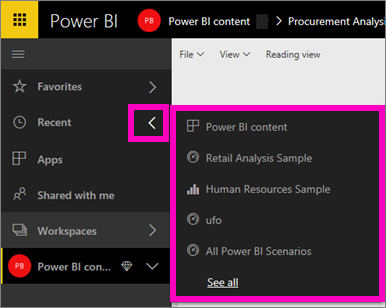 Power BI PB Power BI content Procurement Analysi
File View Reading view
Favorites
Recent
Apps
Shared with me
Workspaces
PB Power BI con...
Power BI content
Retail Analysis Sample
Human Resources Sample
ufo
All Power BI Scenarios
See all